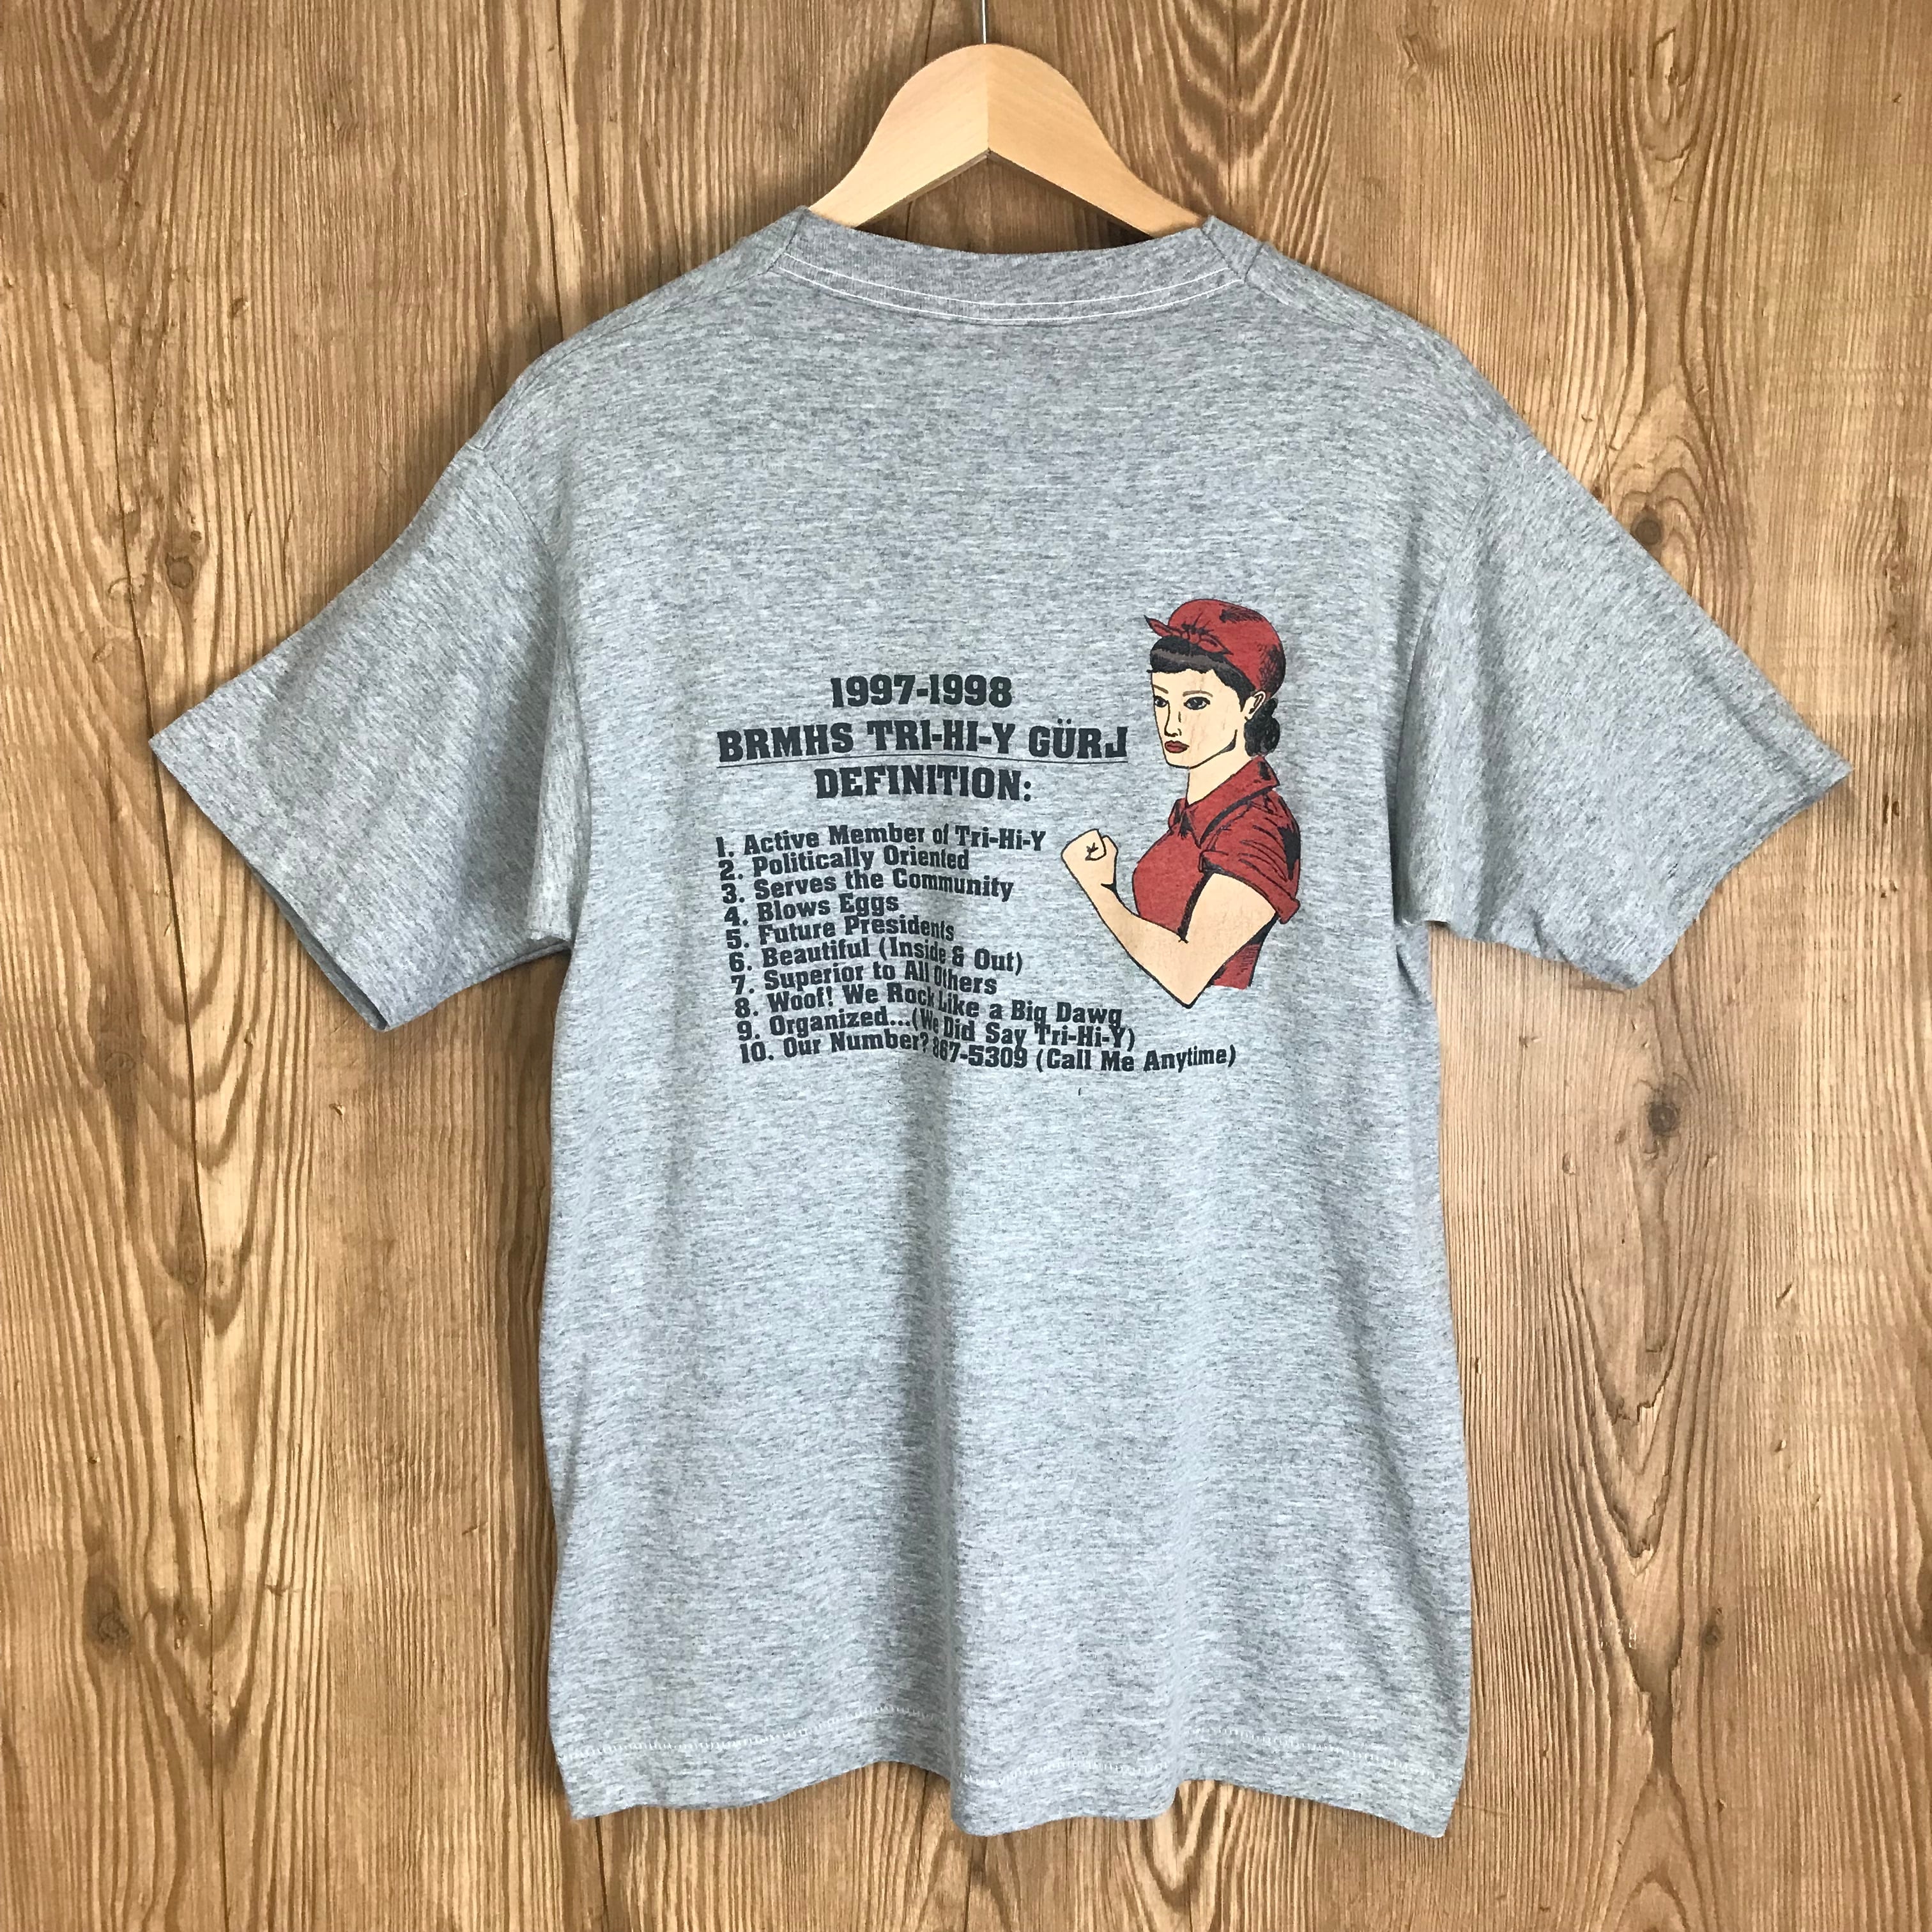 1997-1998
BRMHS TRI-HI-Y GÜRL
DEFINITION:
1. Active Member of Tri-Hi-Y
2. Politically Oriented
3. Serves the Community
4. Blows Eggs
5. Future Presidents
6. Beautiful (Inside & Out)
7. Superior to All Others
8. Woof! We Rock Like a Big Dawg
9. Organized...(We Did Say Tri-Hi-Y)
10. Our Number? 867-5309 (Call Me Anytime)